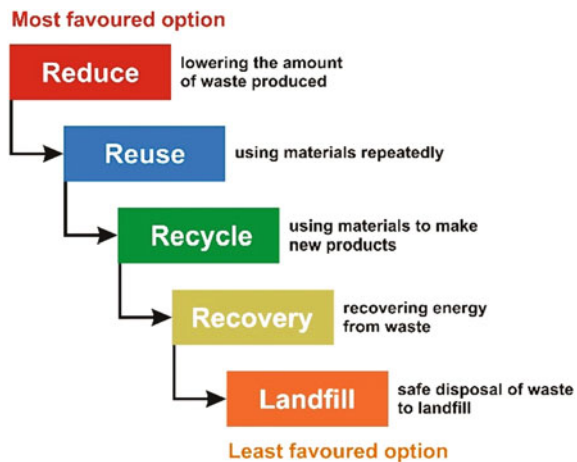 Most favoured option
Reduce
lowering the amount
of waste produced
Reuse
using materials repeatedly
Recycle
using materials to make
new products
Recovery
recovering energy
from waste
Landfill
safe disposal of waste
to landfill
Least favoured option